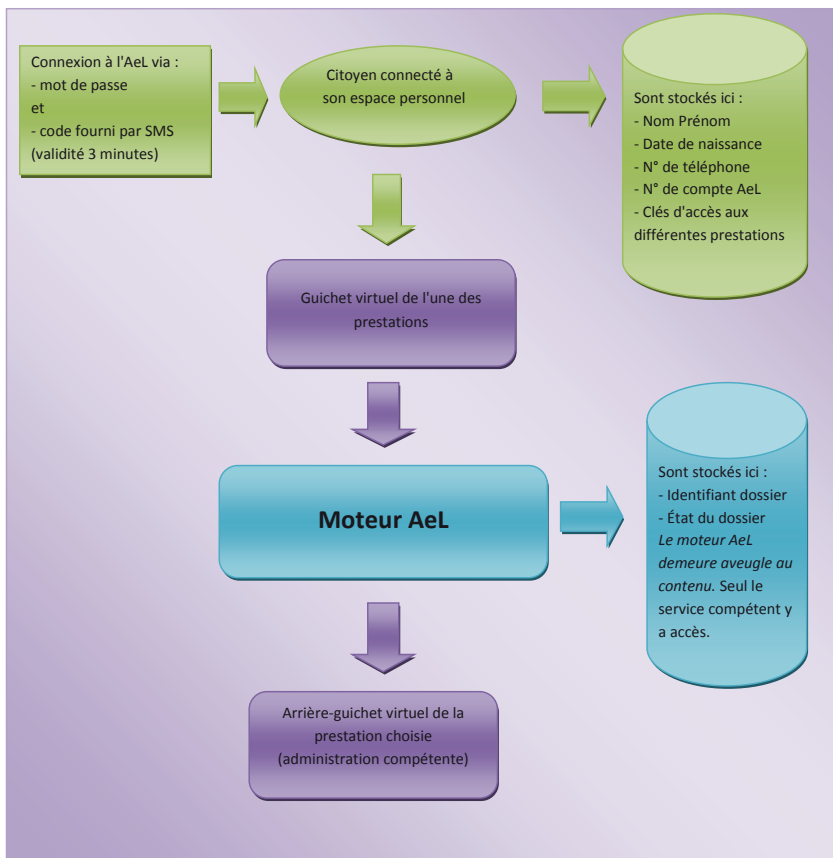 Connexion à l'AeL via :
- mot de passe
et
- code fourni par SMS
(validité 3 minutes)
Citoyen connecté à
son espace personnel
Sont stockés ici :
- Nom Prénom
- Date de naissance
- N° de téléphone
- N° de compte AeL
- Clés d'accès aux
différentes prestations
Guichet virtuel de l'une des
prestations
Moteur AeL
Sont stockés ici :
- Identifiant dossier
- État du dossier
Le moteur AeL
demeure aveugle au
contenu. Seul le
service compétent y
a accès.
Arrière-guichet virtuel de la
prestation choisie
(administration compétente)